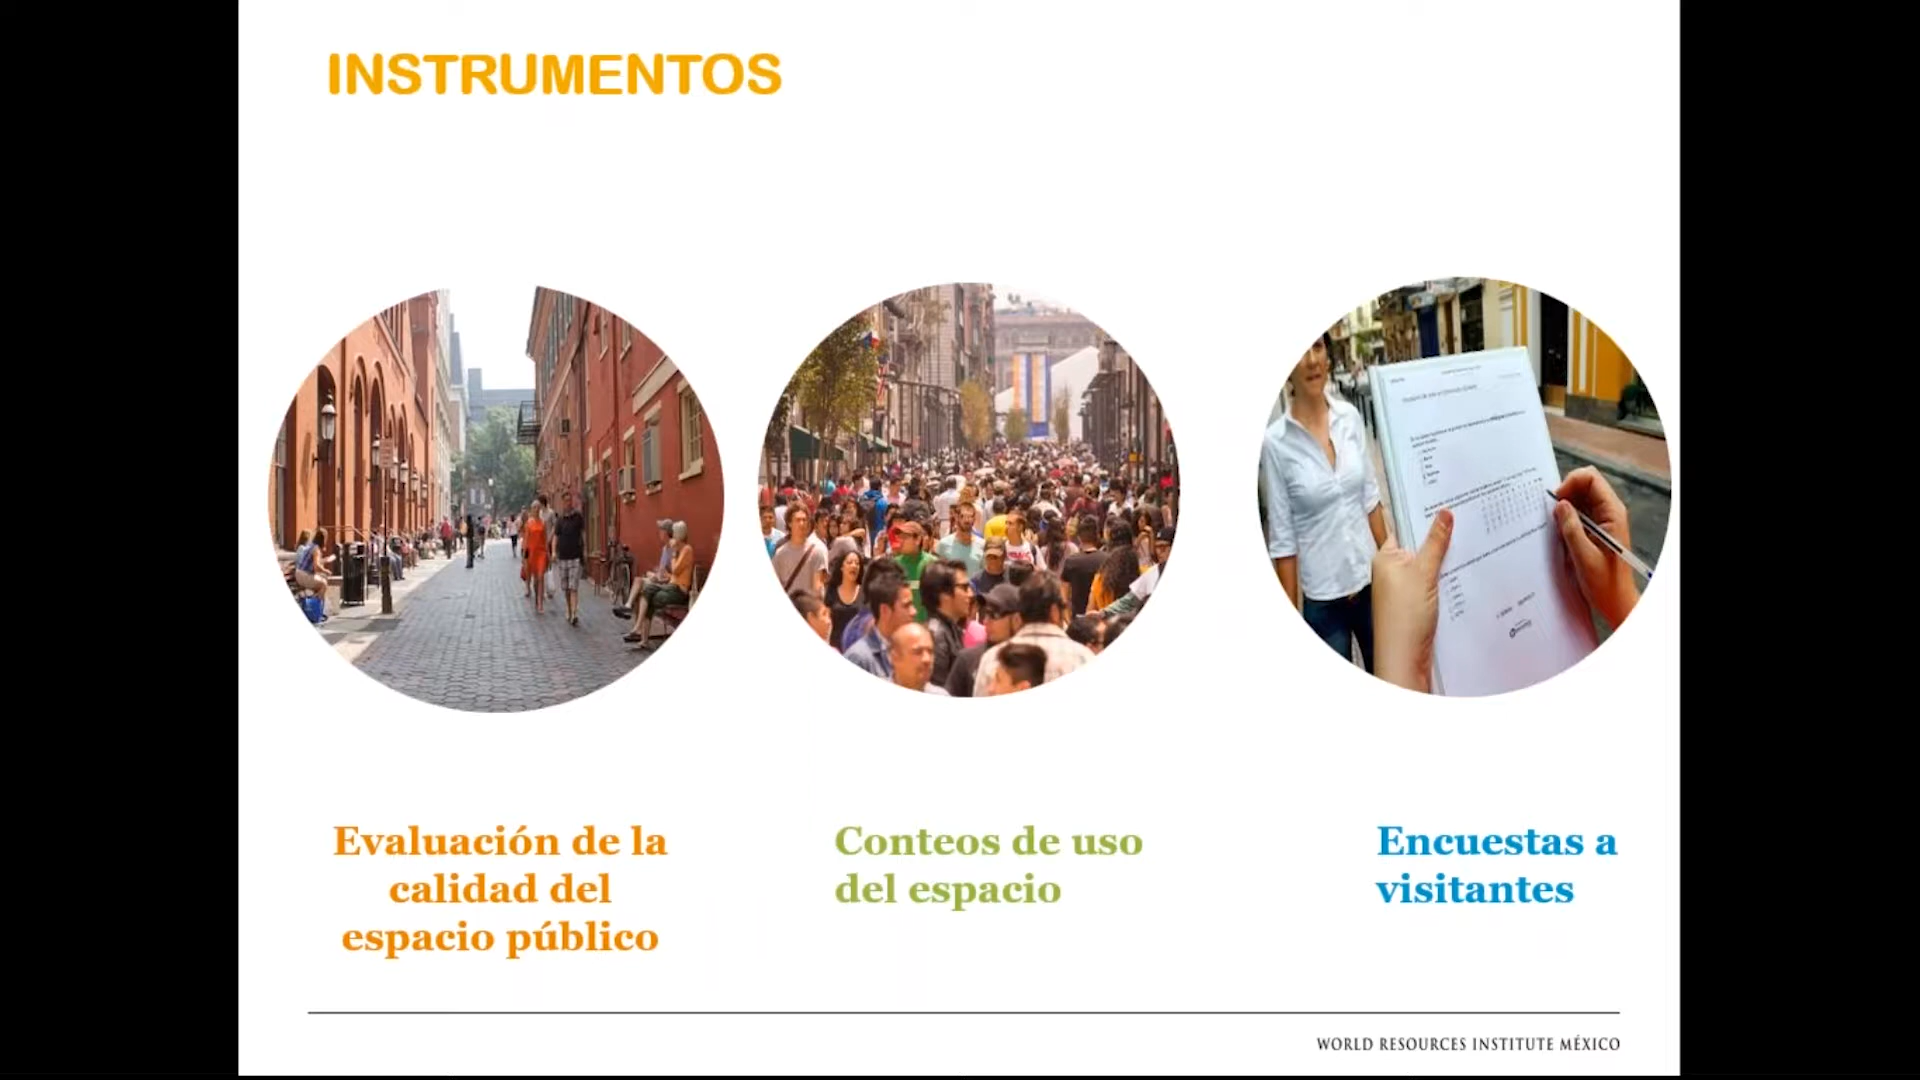 INSTRUMENTOS
Evaluación de la
calidad del
espacio público
Conteos de uso
del espacio
Encuestas a
visitantes
WORLD RESOURCES INSTITUTE MÉXICO